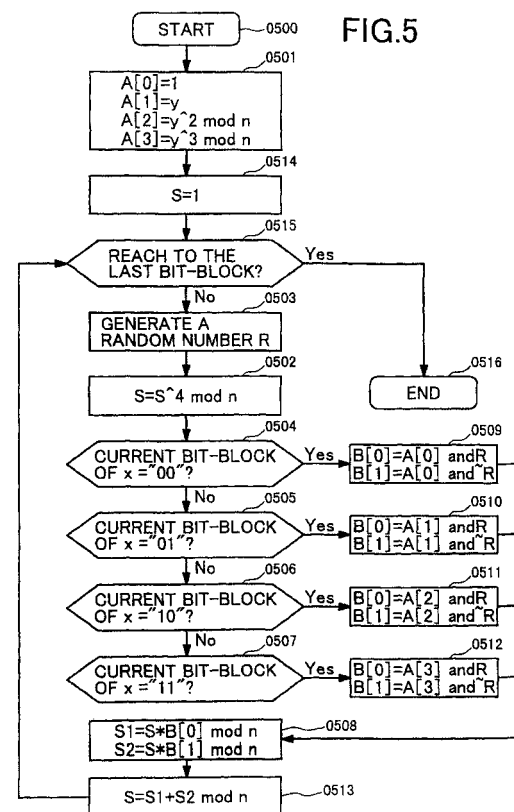 START
0500
FIG.5
0501
A[0]=1
A[1]=y
A[2]=y^2 mod n
A[3]=y^3 mod n
0514
S=1
0515
REACH TO THE
LAST BIT-BLOCK?
Yes
No
0503
GENERATE A
RANDOM NUMBER R
0502
S=S^4 mod n
0516
END
0504
CURRENT BIT-BLOCK
OF x ="00"?
Yes
0509
B[0]=A[0] andR
B[1]=A[0] and~R
No
0505
CURRENT BIT-BLOCK
OF x ="01"?
Yes
0510
B[0]=A[1] andR
B[1]=A[1] and~R
No
0506
CURRENT BIT-BLOCK
OF x ="10"?
Yes
0511
B[0]=A[2] andR
B[1]=A[2] and~R
No
0507
CURRENT BIT-BLOCK
OF x ="11"?
Yes
0512
B[0]=A[3] andR
B[1]=A[3] and~R
0508
S1=S*B[0] mod n
S2=S*B[1] mod n
0513
S=S1+S2 mod n